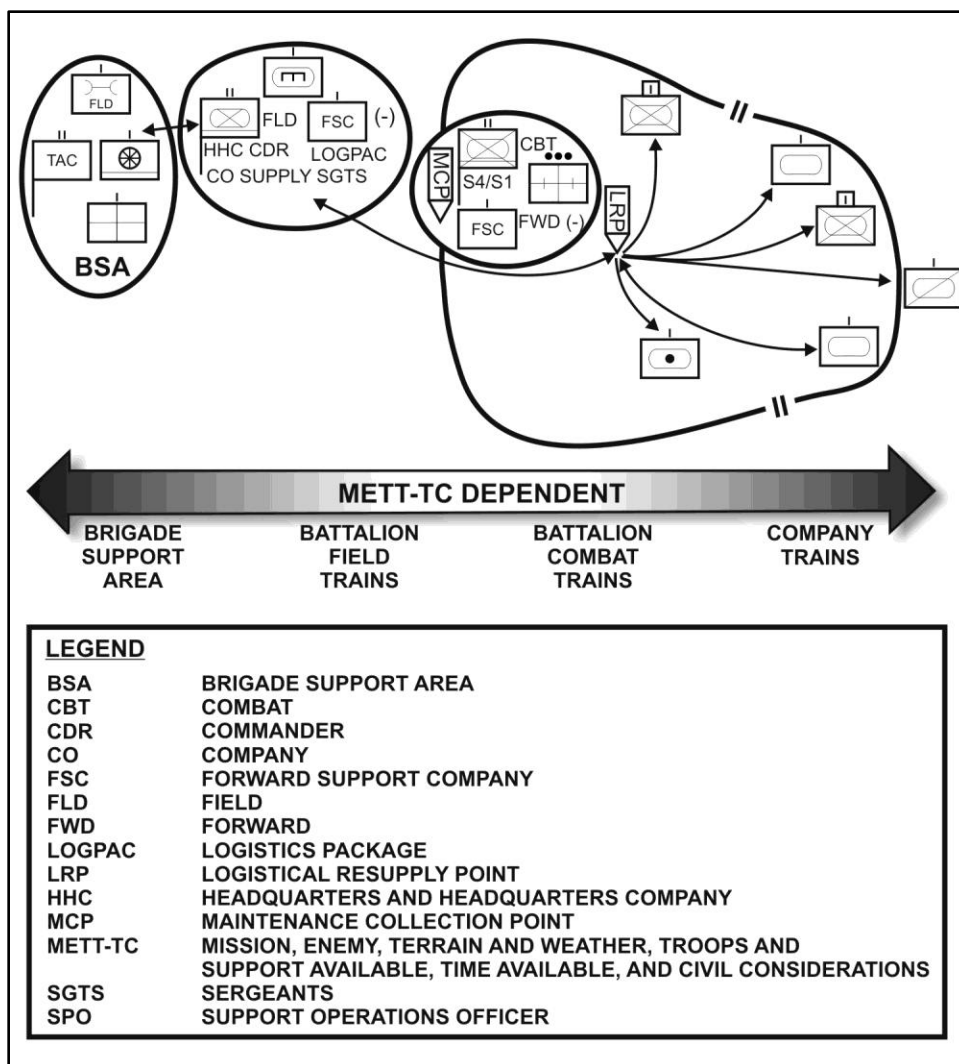 FLD
TAC
BSA
E
FLD
FSC
(-)
HHC CDR
LOGPAC
CO SUPPLY SGTS
MCP
CBT
S4/S1
FSC
FWD (-)
LRP
METT-TC DEPENDENT
BRIGADE SUPPORT AREA
BATTALION FIELD TRAINS
BATTALION COMBAT TRAINS
COMPANY TRAINS
LEGEND
BSA BRIGADE SUPPORT AREA
CBT COMBAT
CDR COMMANDER
CO COMPANY
FSC FORWARD SUPPORT COMPANY
FLD FIELD
FWD FORWARD
LOGPAC LOGISTICS PACKAGE
LRP LOGISTICAL RESUPPLY POINT
HHC HEADQUARTERS AND HEADQUARTERS COMPANY
MCP MAINTENANCE COLLECTION POINT
METT-TC MISSION, ENEMY, TERRAIN AND WEATHER, TROOPS AND
SUPPORT AVAILABLE, TIME AVAILABLE, AND CIVIL CONSIDERATIONS
SGTS SERGEANTS
SPO SUPPORT OPERATIONS OFFICER